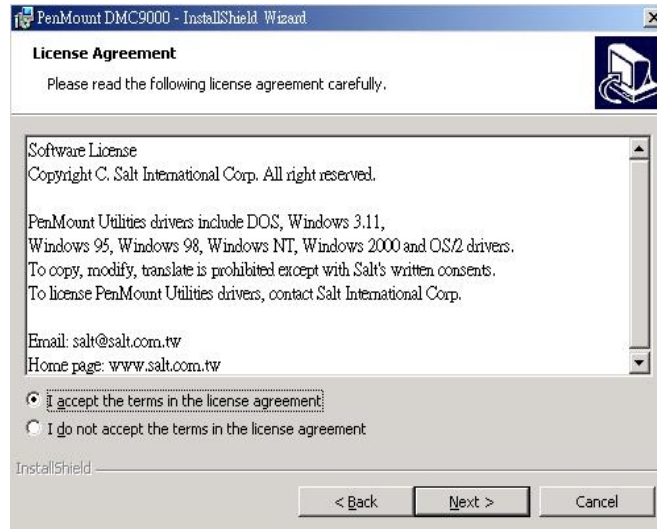 PenMount DMC9000 - InstallShield Wizard
License Agreement
Please read the following license agreement carefully.
Software License
Copyright C. Salt International Corp. All right reserved.
PenMount Utilities drivers include DOS, Windows 3.11,
Windows 95, Windows 98, Windows NT, Windows 2000 and OS/2 drivers.
To copy, modify, translate is prohibited except with Salt's written consents.
To license PenMount Utilities drivers, contact Salt International Corp.
Email: salt@salt.com.tw
Home page: www.salt.com.tw
I accept the terms in the license agreement
I do not accept the terms in the license agreement
InstallShield
< Back Next > Cancel